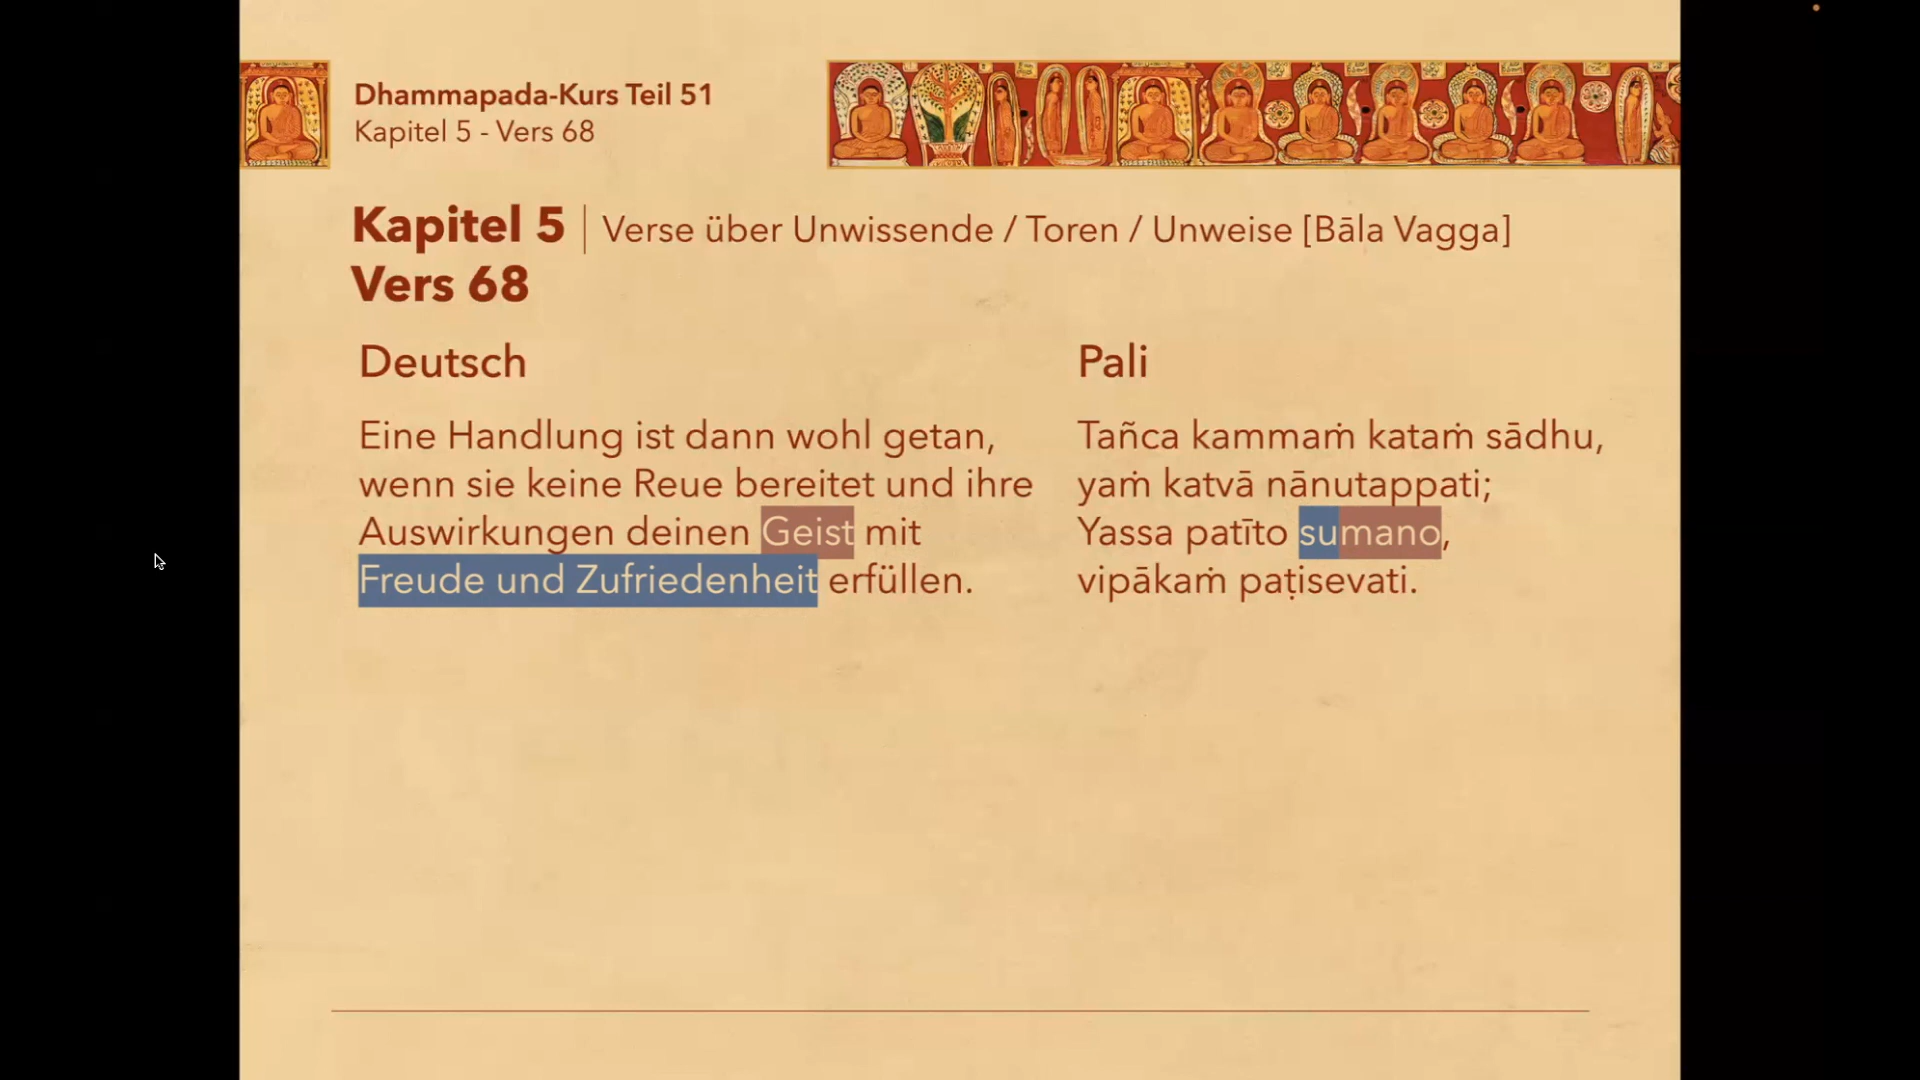 Dhammapada-Kurs Teil 51
Kapitel 5 - Vers 68
Kapitel 5 | Verse über Unwissende / Toren / Unweise [Bāla Vagga]
Vers 68
Deutsch
Eine Handlung ist dann wohl getan,
wenn sie keine Reue bereitet und ihre
Auswirkungen deinen Geist mit
Freude und Zufriedenheit erfüllen.
Pali
Tañca kammaṁ kataṁ sādhu,
yaṁ katvā nānutappati;
Yassa patīto sumano,
vipākaṁ paṭisevati.